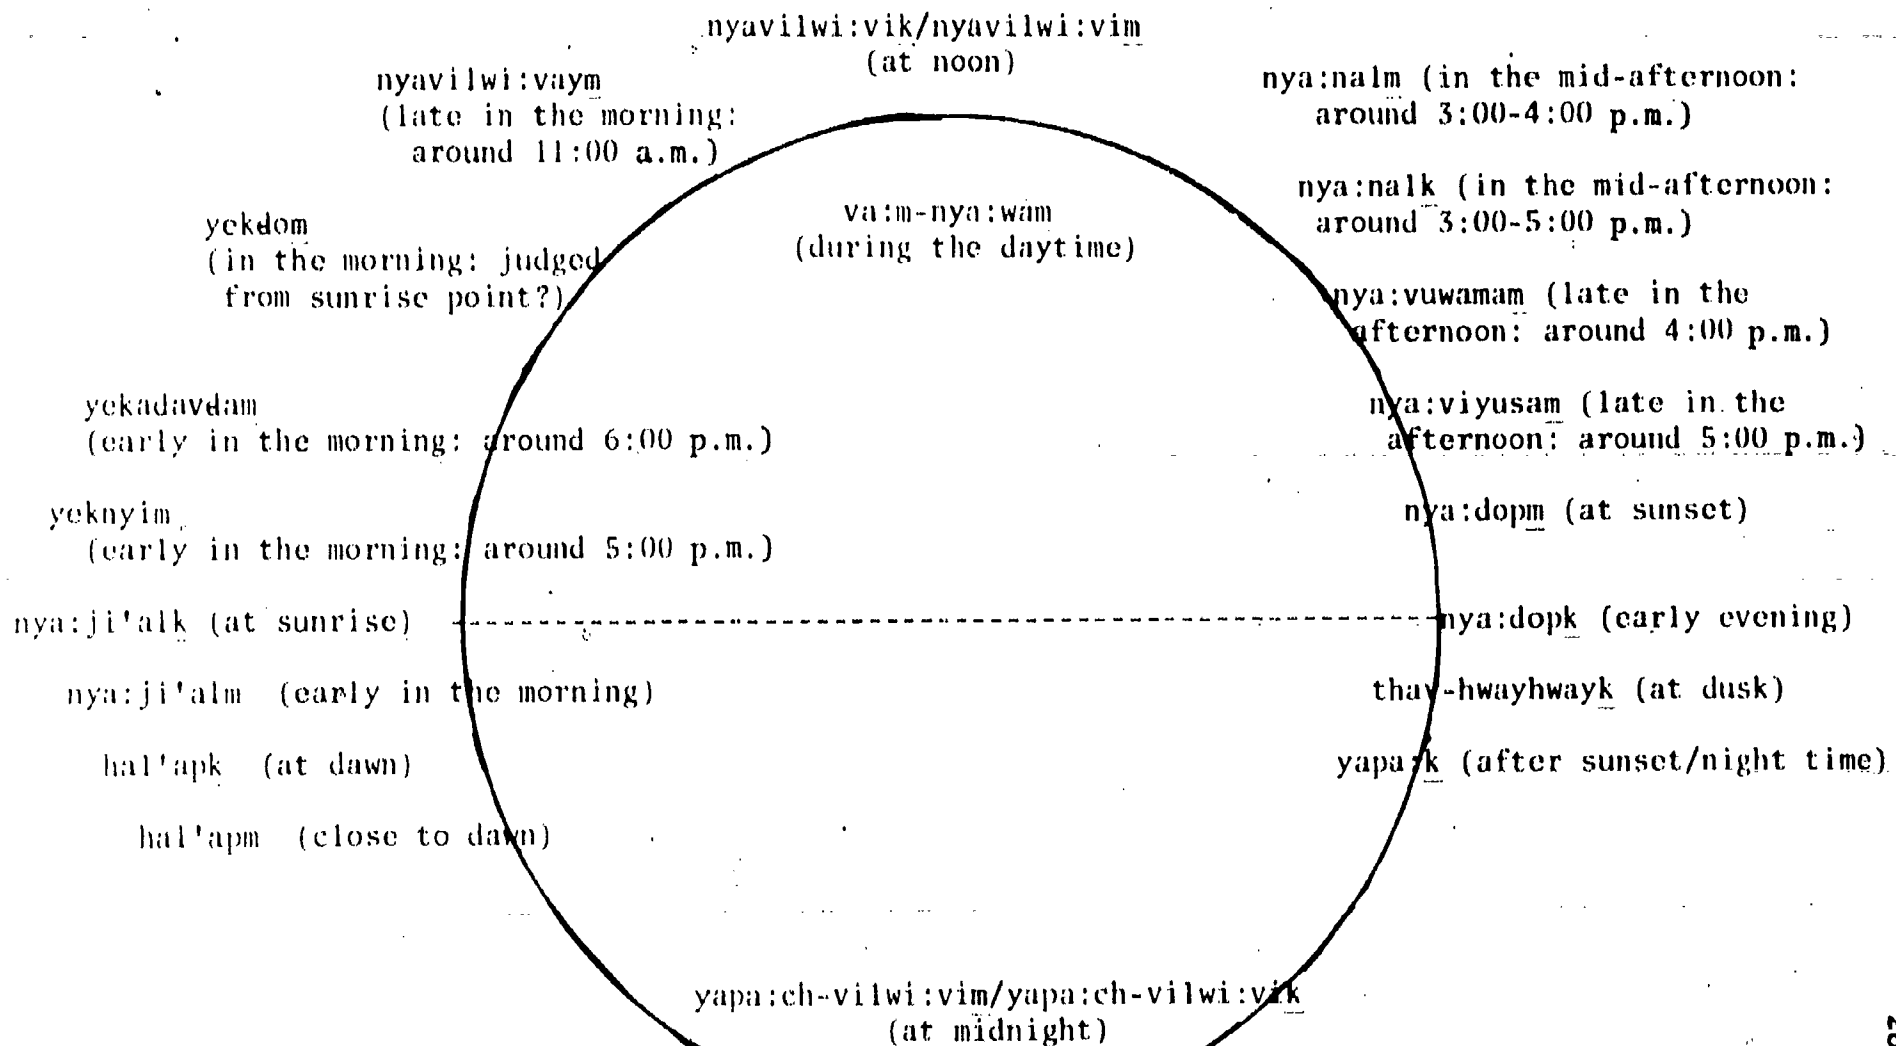 nyavilwi:vik/nyavilwi:vim
(at noon)
nyavilwi:vaym
(late in the morning:
around 11:00 a.m.)
nya:nalm (in the mid-afternoon:
around 3:00-4:00 p.m.)
nya:nalk (in the mid-afternoon:
around 3:00-5:00 p.m.)
va:m-nya:wam
(during the daytime)
yekdom
(in the morning: judged
from sunrise point?)
nya:vuwamam (late in the
afternoon: around 4:00 p.m.)
yekadavdam
(early in the morning: around 6:00 p.m.)
nya:viyusam (late in the
afternoon: around 5:00 p.m.)
yeknyim
(early in the morning: around 5:00 p.m.)
nya:dopm (at sunset)
nya:ji'alk (at sunrise)
nya:dopk (early evening)
nya:ji'alm (early in the morning)
thav-hwayhwayk (at dusk)
hal'apk (at dawn)
yapa:k (after sunset/night time)
hal'apm (close to dawn)
yapa:ch-vilwi:vim/yapa:ch-vilwi:vik
(at midnight)